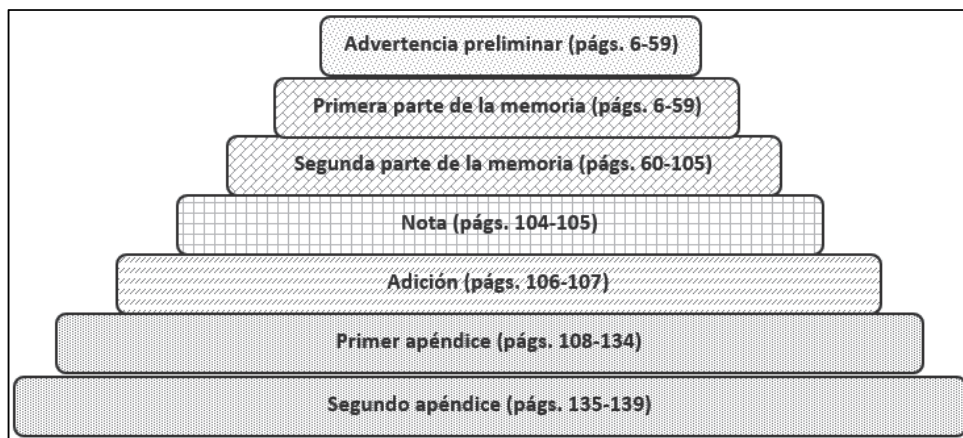 Advertencia preliminar (págs. 6-59)
Primera parte de la memoria (págs. 6-59)
Segunda parte de la memoria (págs. 60-105)
Nota (págs. 104-105)
Adición (págs. 106-107)
Primer apéndice (págs. 108-134)
Segundo apéndice (págs. 135-139)